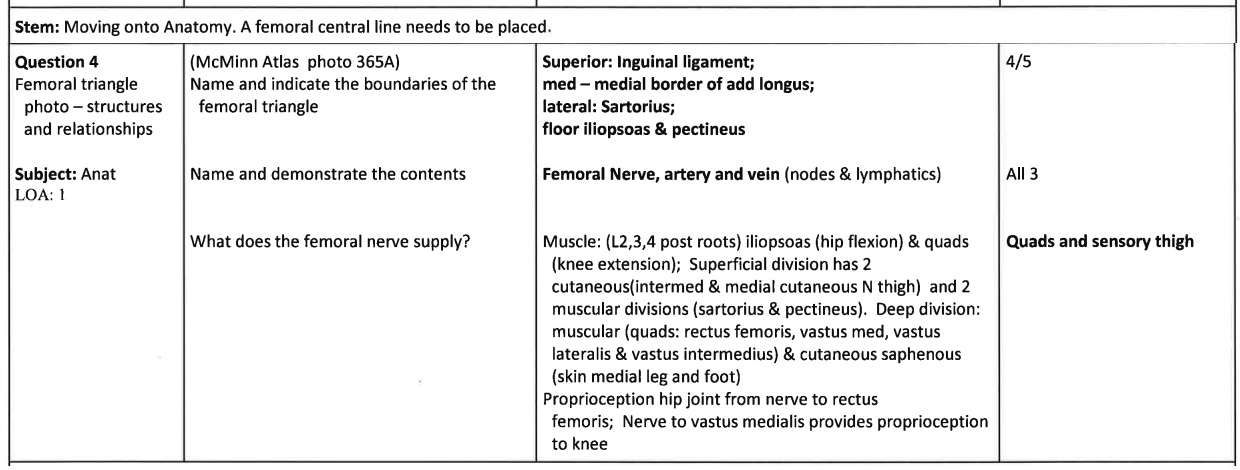 Stem: Moving onto Anatomy. A femoral central line needs to be placed.
Question 4
Femoral triangle
photo – structures
and relationships
Subject: Anat
LOA: 1
(McMinn Atlas photo 365A)
Name and indicate the boundaries of the
femoral triangle
Name and demonstrate the contents
What does the femoral nerve supply?
Superior: Inguinal ligament;
med – medial border of add longus;
lateral: Sartorius;
floor iliopsoas & pectineus
Femoral Nerve, artery and vein (nodes & lymphatics)
Muscle: (L2,3,4 post roots) iliopsoas (hip flexion) & quads
(knee extension); Superficial division has 2
cutaneous(intermed & medial cutaneous N thigh) and 2
muscular divisions (sartorius & pectineus). Deep division:
muscular (quads: rectus femoris, vastus med, vastus
lateralis & vastus intermedius) & cutaneous saphenous
(skin medial leg and foot)
Proprioception hip joint from nerve to rectus
femoris; Nerve to vastus medialis provides proprioception
to knee
4/5
All 3
Quads and sensory thigh